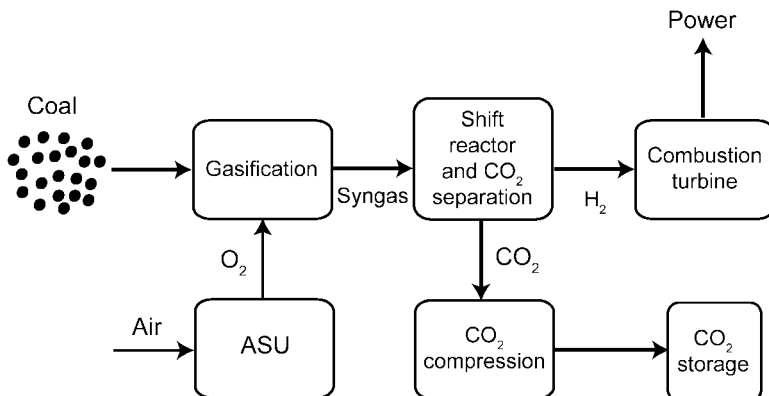 Power
Coal
Gasification
Syngas
Shift
reactor
and CO₂
separation
H₂
Combustion
turbine
O₂
CO₂
Air
ASU
CO₂
compression
CO₂
storage